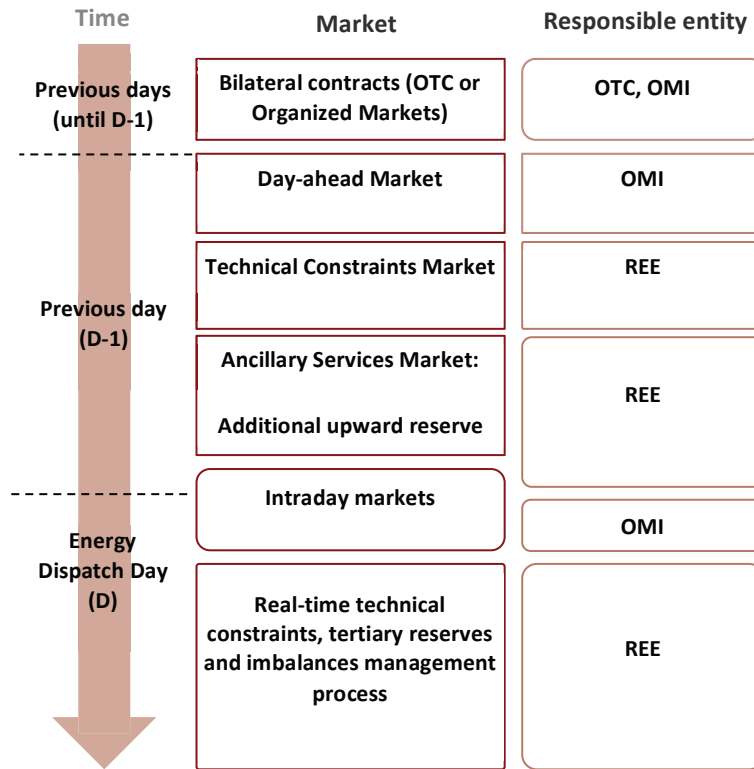 Time
Market
Responsible entity
Previous days
(until D-1)
Bilateral contracts (OTC or
Organized Markets)
OTC, OMI
Day-ahead Market
OMI
Previous day
(D-1)
Technical Constraints Market
REE
Ancillary Services Market:
Additional upward reserve
REE
Intraday markets
OMI
Energy
Dispatch Day
(D)
Real-time technical
constraints, tertiary reserves
and imbalances management
process
REE